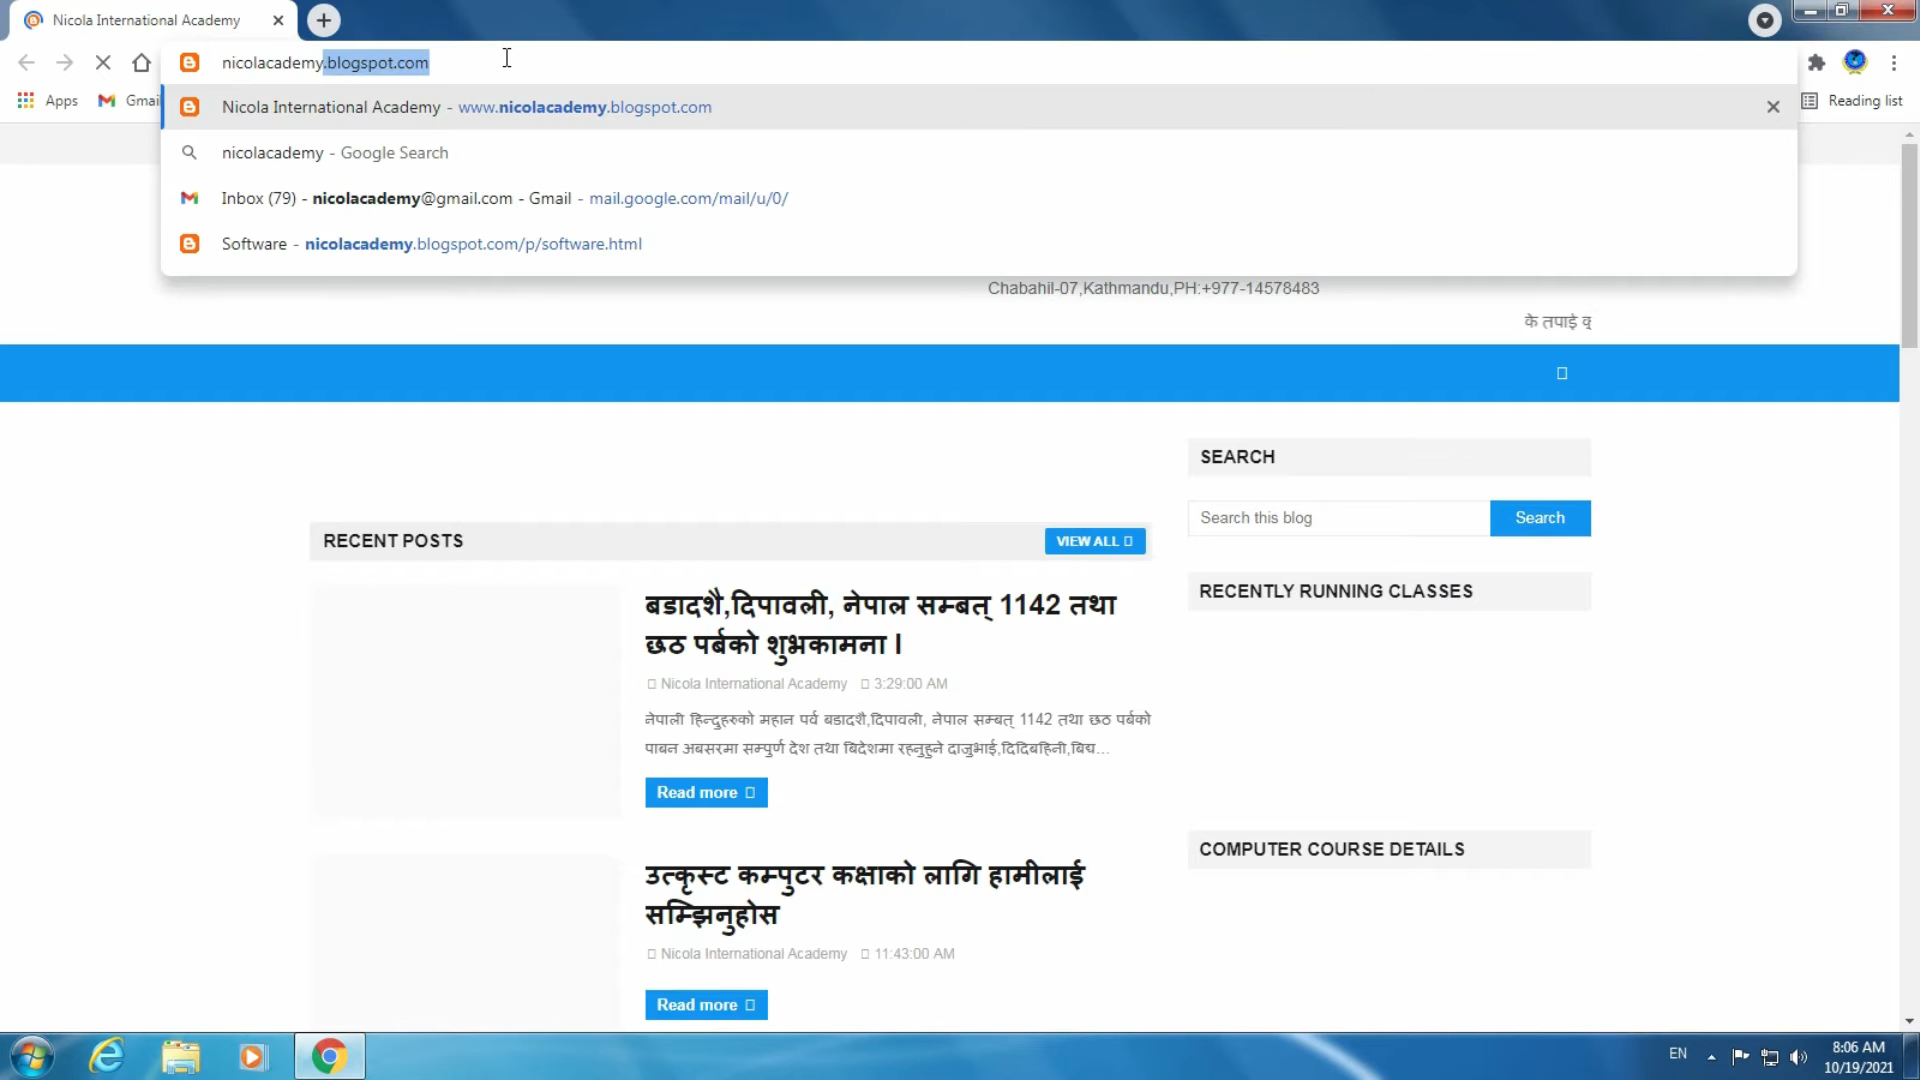 Nicola International Academy
nicolacademy.blogspot.com
Apps
Gmai
Reading list
Nicola International Academy - www.nicolacademy.blogspot.com
nicolacademy - Google Search
Inbox (79) - nicolacademy@gmail.com - Gmail - mail.google.com/mail/u/0/
Software - nicolacademy.blogspot.com/p/software.html
Chabahil-07,Kathmandu,PH:+977-14578483
के तपाई व्
SEARCH
Search this blog
Search
RECENT POSTS
VIEW ALL
RECENTLY RUNNING CLASSES
बडादशै,दिपावली, नेपाल सम्बत् 1142 तथा
छठ पर्बको शुभकामना ।
Nicola International Academy 3:29:00 AM
नेपाली हिन्दुहरुको महान पर्व बडादशै,दिपावली, नेपाल सम्बत् 1142 तथा छठ पर्बको
पाबन अबसरमा सम्पुर्ण देश तथा बिदेशमा रहनुहुने दाजुभाई,दिदिबहिनी,बिद्य...
Read more
COMPUTER COURSE DETAILS
उत्कृस्ट कम्पुटर कक्षाको लागि हामीलाई
सम्झिनुहोस
Nicola International Academy 11:43:00 AM
Read more
EN
8:06 AM
10/19/2021